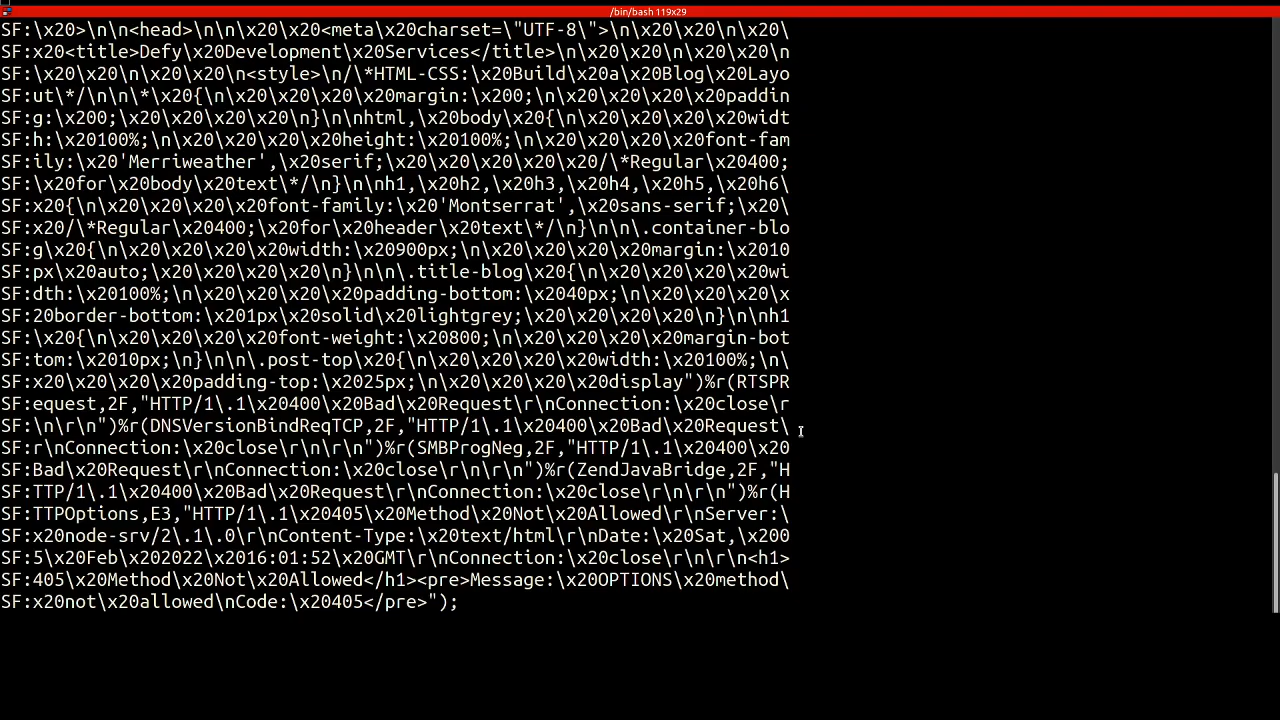 /bin/bash 119x29
SF:\x20>\n\n<head>\n\n\x20\x20<meta\x20charset=\"UTF-8\">\n\x20\x20\n\x20\
SF:x20<title>Defy\x20Development\x20Services</title>\n\x20\x20\n\x20\x20\n
SF:\x20\x20\n\x20\x20\n<style>\n/\*HTML-CSS:\x20Build\x20a\x20Blog\x20Layo
SF:ut\*/\n\n\*\x20{\n\x20\x20\x20\x20margin:\x200;\n\x20\x20\x20\x20paddin
SF:g:\x200;\x20\x20\x20\x20\n}\n\nhtml,\x20body\x20{\n\x20\x20\x20\x20widt
SF:h:\x20100%;\n\x20\x20\x20\x20height:\x20100%;\n\x20\x20\x20\x20font-fam
SF:ily:\x20'Merriweather',\x20serif;\x20\x20\x20\x20\x20/\*Regular\x20400;
SF:\x20for\x20body\x20text\*/\n}\n\nh1,\x20h2,\x20h3,\x20h4,\x20h5,\x20h6\
SF:x20{\n\x20\x20\x20\x20font-family:\x20'Montserrat',\x20sans-serif;\x20\
SF:x20/\*Regular\x20400;\x20for\x20header\x20text\*/\n}\n\n\.container-blo
SF:g\x20{\n\x20\x20\x20\x20width:\x20900px;\n\x20\x20\x20\x20margin:\x2010
SF:px\x20auto;\x20\x20\x20\x20\n}\n\n\.title-blog\x20{\n\x20\x20\x20\x20wi
SF:dth:\x20100%;\n\x20\x20\x20\x20padding-bottom:\x2040px;\n\x20\x20\x20\x
SF:20border-bottom:\x201px\x20solid\x20lightgrey;\x20\x20\x20\x20\n}\n\nh1
SF:\x20{\n\x20\x20\x20\x20font-weight:\x20800;\n\x20\x20\x20\x20margin-bot
SF:tom:\x2010px;\n}\n\n\.post-top\x20{\n\x20\x20\x20\x20width:\x20100%;\n\
SF:x20\x20\x20\x20padding-top:\x2025px;\n\x20\x20\x20\x20display")%r(RTSPR
SF:equest,2F,"HTTP/1\.1\x20400\x20Bad\x20Request\r\nConnection:\x20close\r
SF:\n\r\n")%r(DNSVersionBindReqTCP,2F,"HTTP/1\.1\x20400\x20Bad\x20Request\
SF:r\nConnection:\x20close\r\n\r\n")%r(SMBProgNeg,2F,"HTTP/1\.1\x20400\x20
SF:Bad\x20Request\r\nConnection:\x20close\r\n\r\n")%r(ZendJavaBridge,2F,"H
SF:TTP/1\.1\x20400\x20Bad\x20Request\r\nConnection:\x20close\r\n\r\n")%r(H
SF:TTPOptions,E3,"HTTP/1\.1\x20405\x20Method\x20Not\x20Allowed\r\nServer:\
SF:x20node-srv/2\.1\.0\r\nContent-Type:\x20text/html\r\nDate:\x20Sat,\x200
SF:5\x20Feb\x202022\x2016:01:52\x20GMT\r\nConnection:\x20close\r\n\r\n<h1>
SF:405\x20Method\x20Not\x20Allowed</h1><pre>Message:\x20OPTIONS\x20method\
SF:x20not\x20allowed\nCode:\x20405</pre>");